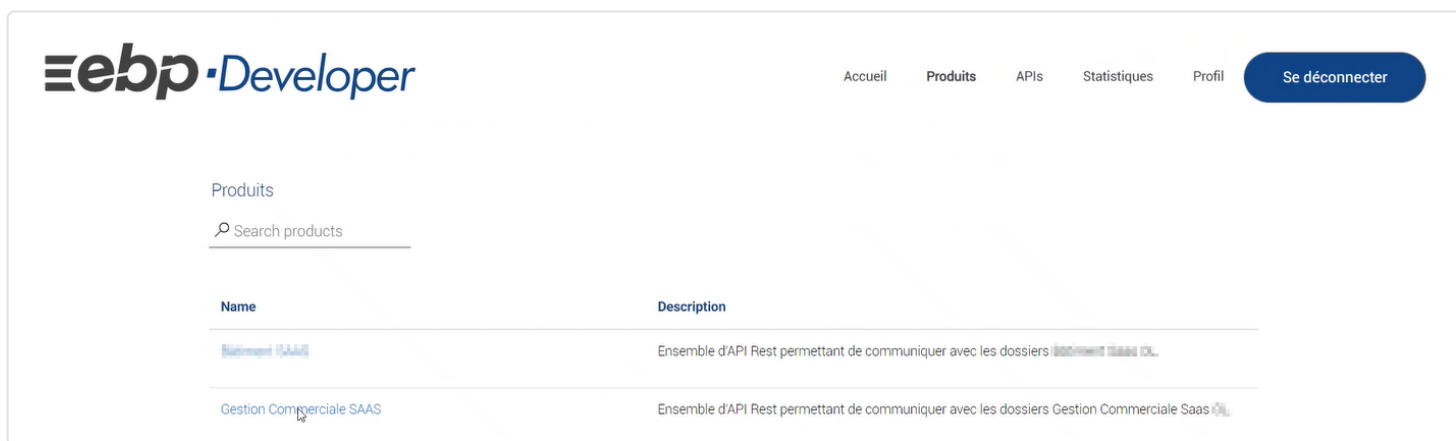 ebp Developer
Accueil Produits APIs Statistiques Profil Se déconnecter
Produits
Search products
Name Description
Ensemble d'API Rest permettant de communiquer avec les dossiers
Gestion Commerciale SAAS Ensemble d'API Rest permettant de communiquer avec les dossiers Gestion Commerciale Saas